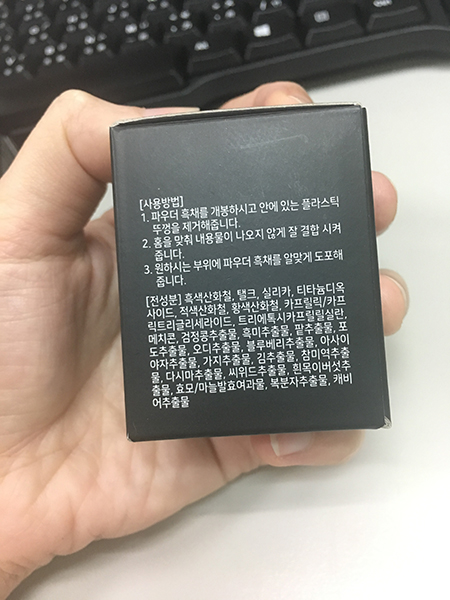 [사용방법]
1. 파우더 흑채를 개봉하시고 안에 있는 플라스틱
뚜껑을 제거해줍니다.
2. 홈을 맞춰 내용물이 나오지 않게 잘 결합 시켜
줍니다.
3. 원하시는 부위에 파우더 흑채를 알맞게 도포해
줍니다.
[전성분] 흑색산화철, 탤크, 실리카, 티타늄디옥
사이드, 적색산화철, 황색산화철, 카프릴릭/카프
릭트리글리세라이드, 트리에톡시카프릴릴실란,
메치콘, 검정콩추출물, 흑미추출물, 팥추출물, 포
도추출물, 오디추출물, 블루베리추출물, 아사이
야자추출물, 가지추출물, 김추출물, 참미역추출
물, 다시마추출물, 씨위드추출물, 흰목이버섯추
출물, 효모/마늘발효여과물, 복분자추출물, 캐비
어추출물